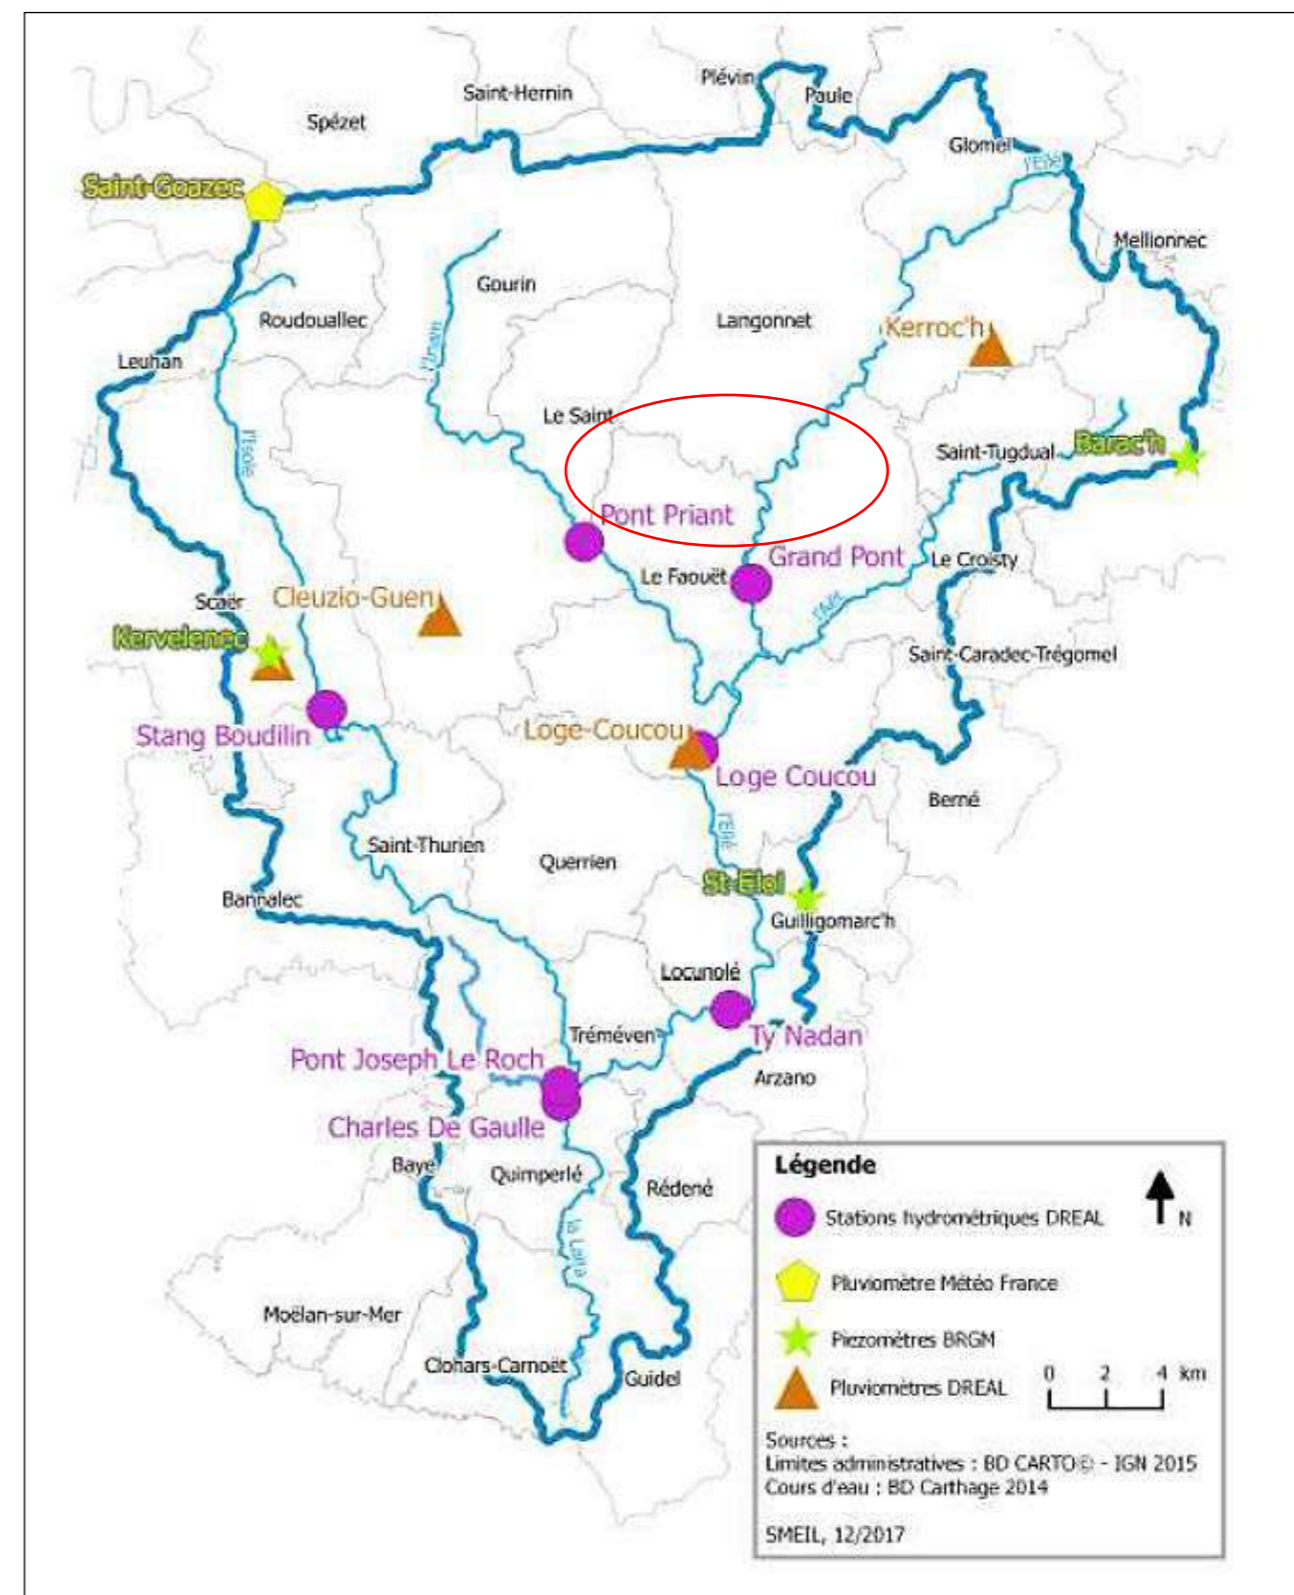 Plévin
Saint-Hernin
Paule
Spézet
Glomel
l'Ellé
Saint-Goazec
Mellionnec
Gourin
Roudouallec
Langonnet
Kerroc'h
l'Inam
Leuhan
Le Saint
l'Isole
Saint-Tugdual
Barac'h
Pont Priant
Grand Pont
Le Croisty
Le Faouët
Cleuzio-Guen
Scaër
Kervelenec
Saint-Caradec-Trégomel
Stang Boudilin
Loge-Coucou
Loge Coucou
Berné
l'Ellé
Saint-Thurien
Querrien
St-Eloi
Bannalec
Guilligomarc'h
Locunolé
Tréméven
Ty Nadan
Pont Joseph Le Roch
Arzano
Charles De Gaulle
Baye
Quimperlé
Rédené
la Laïta
Moëlan-sur-Mer
Clohars-Carnoët
Guidel
Légende
N
Stations hydrométriques DREAL
Pluviomètre Météo France
Piezomètres BRGM
Pluviomètres DREAL
0 2 4 km
Sources :
Limites administratives : BD CARTO© - IGN 2015
Cours d'eau : BD Carthage 2014
SMEIL, 12/2017